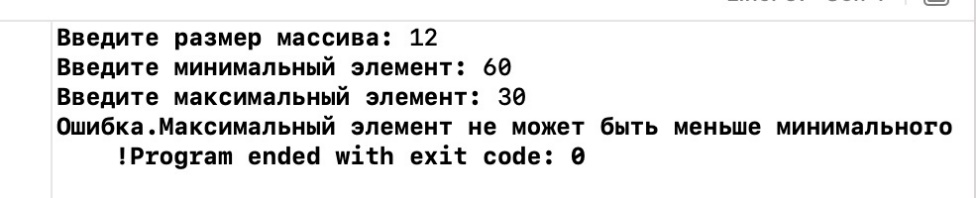 Введите размер массива: 12
Введите минимальный элемент: 60
Введите максимальный элемент: 30
Ошибка.Максимальный элемент не может быть меньше минимального
!Program ended with exit code: 0